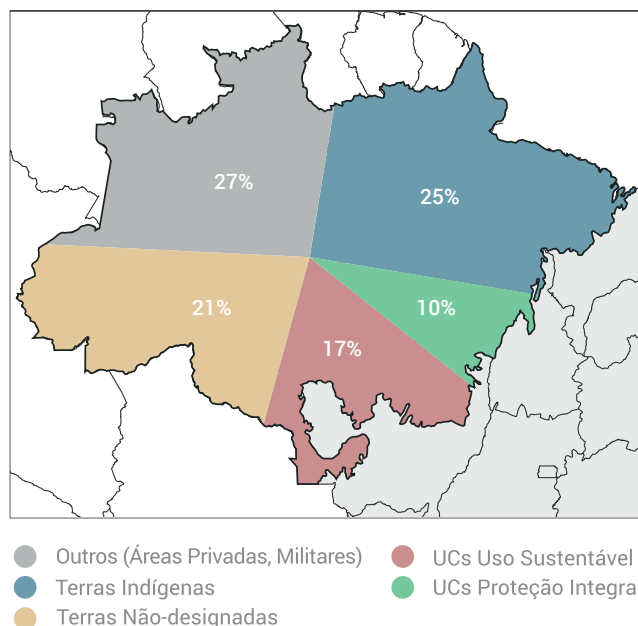 27%
25%
21%
10%
17%
Outros (Áreas Privadas, Militares)
Terras Indígenas
Terras Não-designadas
UCs Uso Sustentável
UCs Proteção Integra